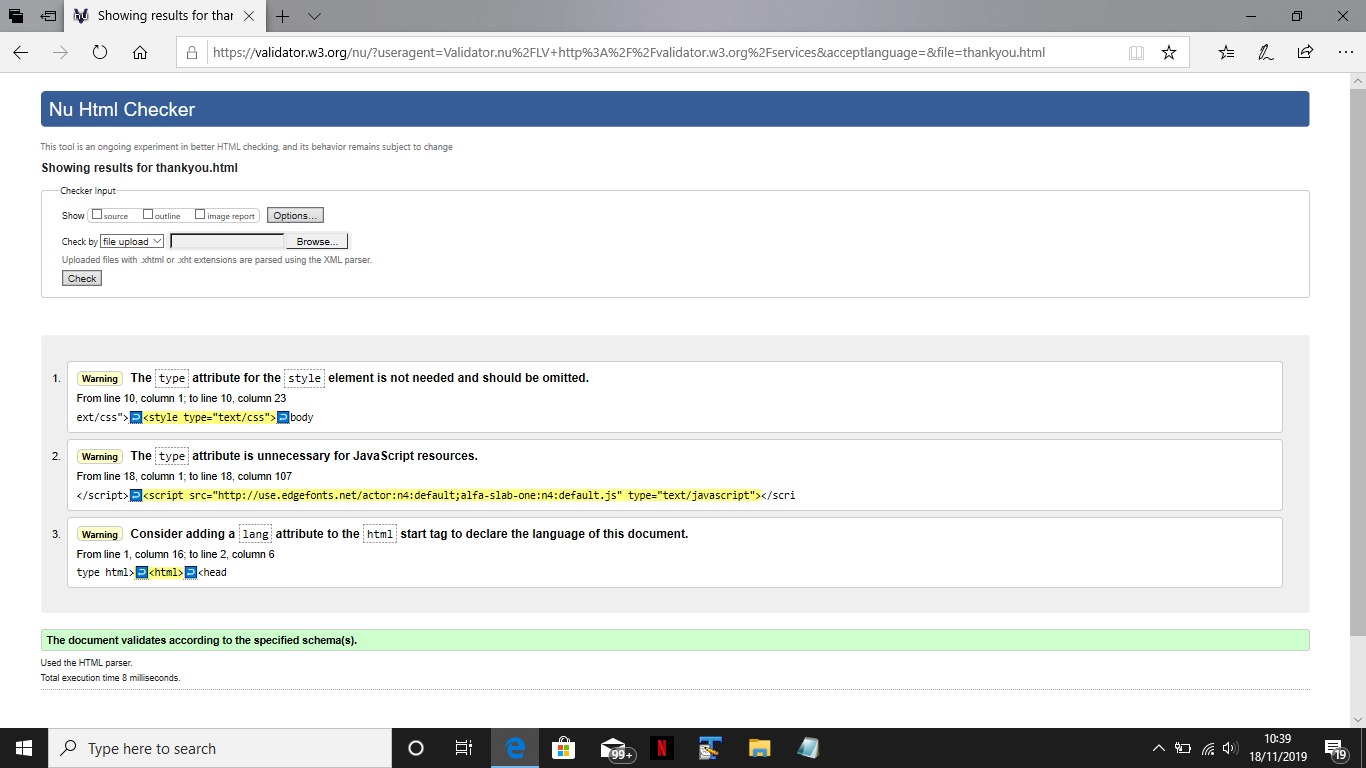 Showing results for thar
https://validator.w3.org/nu/?useragent=Validator.nu%2FLV+http%3A%2F%2Fvalidator.w3.org%2Fservices&acceptlanguage=&file=thankyou.html
Nu Html Checker
This tool is an ongoing experiment in better HTML checking, and its behavior remains subject to change
Showing results for thankyou.html
Checker Input
Show source outline image report Options...
Check by file upload Browse...
Uploaded files with .xhtml or .xht extensions are parsed using the XML parser.
Check
1. Warning The type attribute for the style element is not needed and should be omitted.
From line 10, column 1; to line 10, column 23
ext/css">↩<style type="text/css">↩body
2. Warning The type attribute is unnecessary for JavaScript resources.
From line 18, column 1; to line 18, column 107
</script>↩<script src="http://use.edgefonts.net/actor:n4:default;alfa-slab-one:n4:default.js" type="text/javascript"></scri
3. Warning Consider adding a lang attribute to the html start tag to declare the language of this document.
From line 1, column 16; to line 2, column 6
type html>↩<html>↩<head
The document validates according to the specified schema(s).
Used the HTML parser.
Total execution time 8 milliseconds.
Type here to search
99+
N
10:39
18/11/2019
19